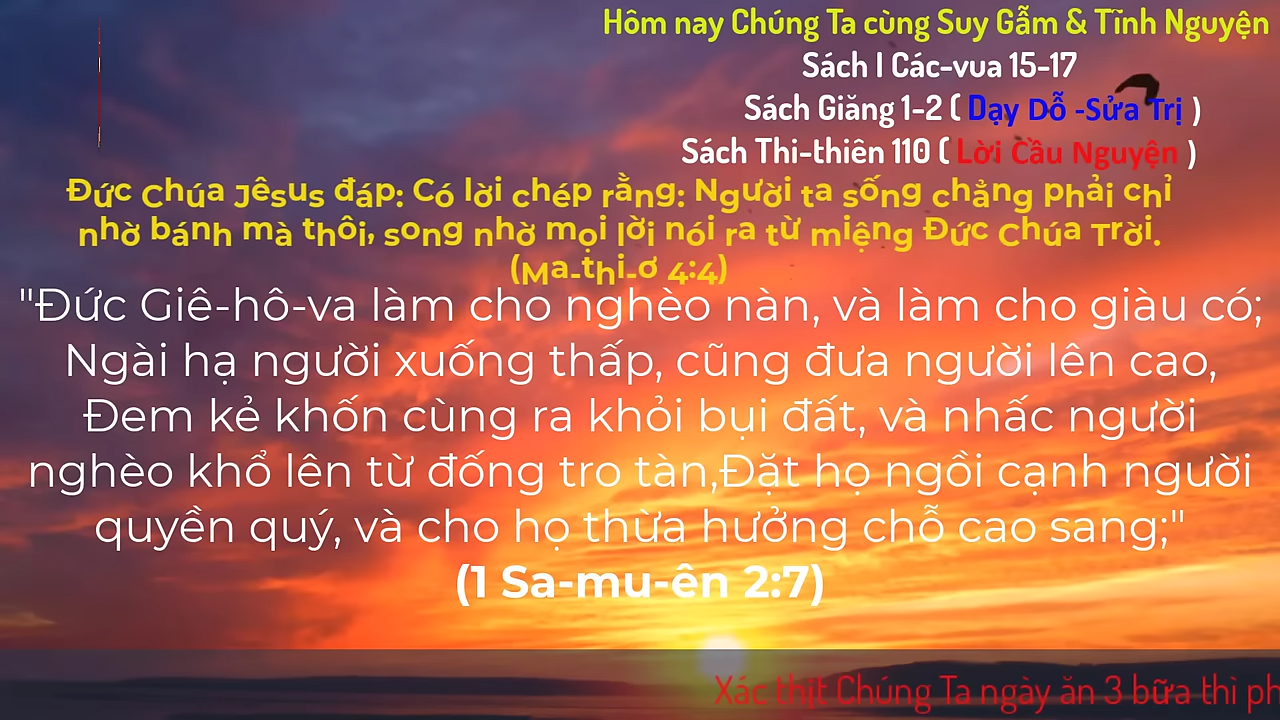 Hôm nay Chúng Ta cùng Suy Gẫm & Tĩnh Nguyện
Sách I Các-vua 15-17
Sách Giăng 1-2 ( Dạy Dỗ -Sửa Trị )
Sách Thi-thiên 110 ( Lời Cầu Nguyện )
Đức Chúa Jêsus đáp: Có lời chép rằng: Người ta sống chẳng phải chỉ
nhờ bánh mà thôi, song nhờ mọi lời nói ra từ miệng Đức Chúa Trời.
(Ma-thi-ơ 4:4)
"Đức Giê-hô-va làm cho nghèo nàn, và làm cho giàu có;
Ngài hạ người xuống thấp, cũng đưa người lên cao,
Đem kẻ khốn cùng ra khỏi bụi đất, và nhấc người
nghèo khổ lên từ đống tro tàn,Đặt họ ngồi cạnh người
quyền quý, và cho họ thừa hưởng chỗ cao sang;"
(1 Sa-mu-ên 2:7)
Xác thịt Chúng Ta ngày ăn 3 bữa thì ph